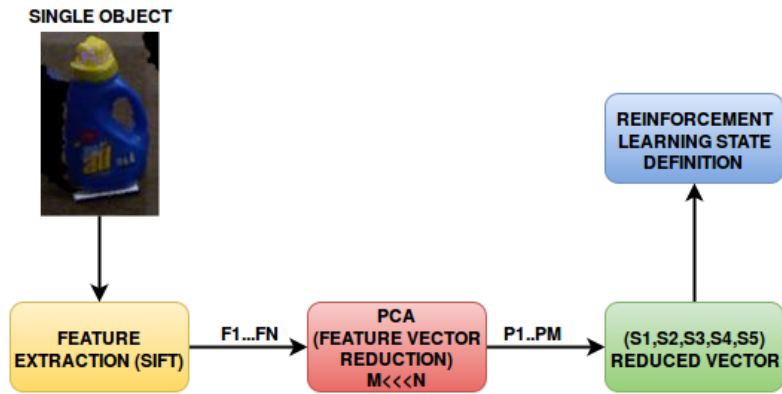 SINGLE OBJECT
all
REINFORCEMENT
LEARNING STATE
DEFINITION
FEATURE
EXTRACTION (SIFT)
F1...FN
PCA
(FEATURE VECTOR
REDUCTION)
M<<<N
P1..PM
(S1,S2,S3,S4,S5)
REDUCED VECTOR